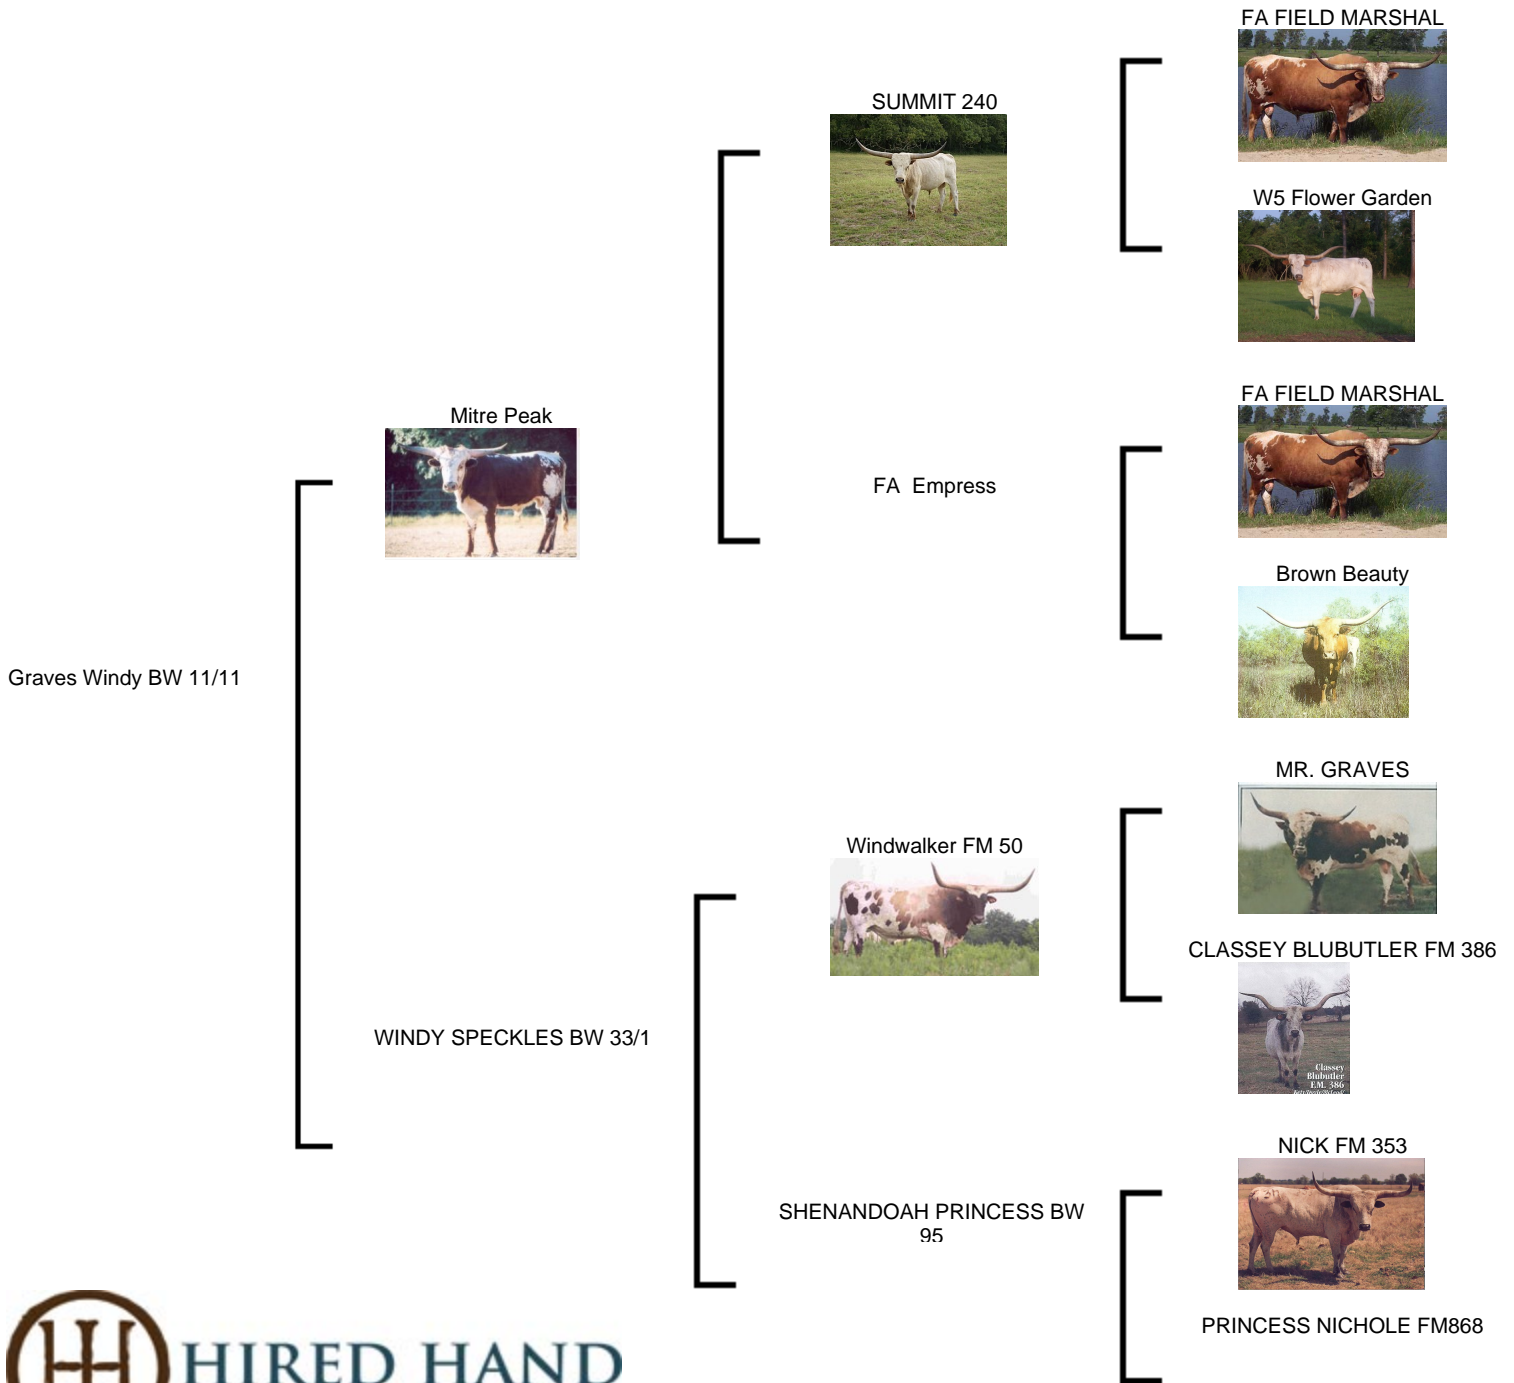 FA FIELD MARSHAL
SUMMIT 240
W5 Flower Garden
FA FIELD MARSHAL
Mitre Peak
FA Empress
Brown Beauty
Graves Windy BW 11/11
MR. GRAVES
Windwalker FM 50
CLASSEY BLUBUTLER FM 386
WINDY SPECKLES BW 33/1
Classey
Blubutler
F.M. 386
NICK FM 353
SHENANDOAH PRINCESS BW
95
PRINCESS NICHOLE FM868
HIRED HAND